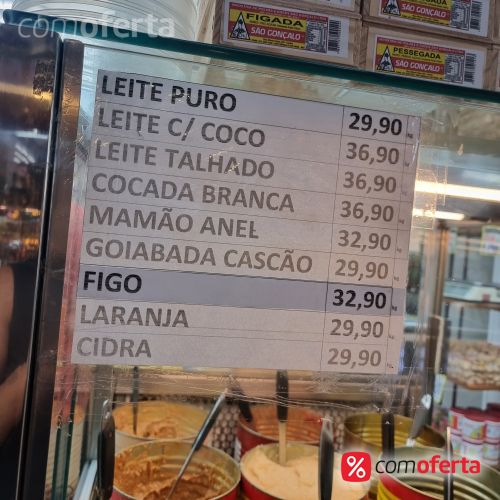 comoferta
FIGADA
SÃO GONÇALO
PESSEGADA
SÃO GONÇALO
LEITE PURO 29,90
LEITE C/ COCO 36,90
LEITE TALHADO 36,90
COCADA BRANCA 36,90
MAMÃO ANEL 32,90
GOIABADA CASCÃO 29,90
FIGO 32,90
LARANJA 29,90
CIDRA 29,90
% comoferta